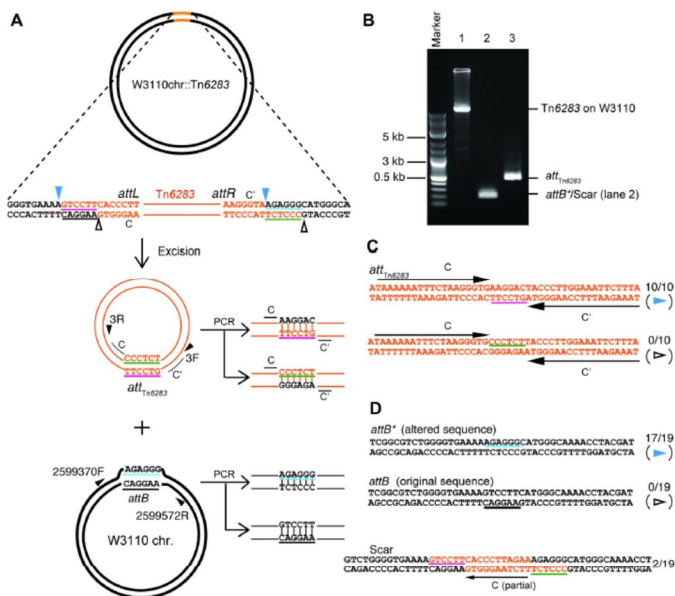 A
W3110chr::Tn6283
attL Tn6283 attR C'
GGGTGAAAAGTCCTTCACCCTT AAGGGTAAGAGGGCATGGGCA
CCCACTTTTCAGGAAGTGGGAA TTCCCATTCTCCCGTACCCGT
C
Excision
3R
C
CCCTCT
TTCCTG
3F
C'
attTn6283
PCR
C
AAGGAC
TTCCTG
C'
C
CCCTCT
GGGAGA
C'
+
2599370F
AGAGGG
CAGGAA
attB
2599572R
W3110 chr.
PCR
AGAGGG
TCTCCC
GTCCTT
CAGGAA
B
Marker
1 2 3
5 kb
3 kb
0.5 kb
Tn6283 on W3110
attTn6283
attB*/Scar (lane 2)
C
attTn6283 C
ATAAAAAATTTCTAAGGGTGAAGGACTACCCTTGGAAATTCTTTA 10/10
TATTTTTTAAAGATTCCCACTTCCTGATGGGAACCTTTAAGAAAT
C'
C
ATAAAAAATTTCTAAGGGTGCCCTCTTACCCTTGGAAATTCTTTA 0/10
TATTTTTTAAAGATTCCCACGGGAGAATGGGAACCTTTAAGAAAT
C'
D
attB* (altered sequence)
TCGGCGTCTGGGGTGAAAAAGAGGGCATGGGCAAAACCTACGAT 17/19
AGCCGCAGACCCCACTTTTTCTCCCGTACCCGTTTTGGATGCTA
attB (original sequence)
TCGGCGTCTGGGGTGAAAAGTCCTTCATGGGCAAAACCTACGAT 0/19
AGCCGCAGACCCCACTTTTCAGGAAGTACCCGTTTTGGATGCTA
Scar
GTCTGGGGTGAAAAGTCCTTCACCCTTAGAAAGAGGGCATGGGCAAAACCT 2/19
CAGACCCCACTTTTCAGGAAGTGGGAATCTTTCTCCCGTACCCGTTTTGGA
C (partial)